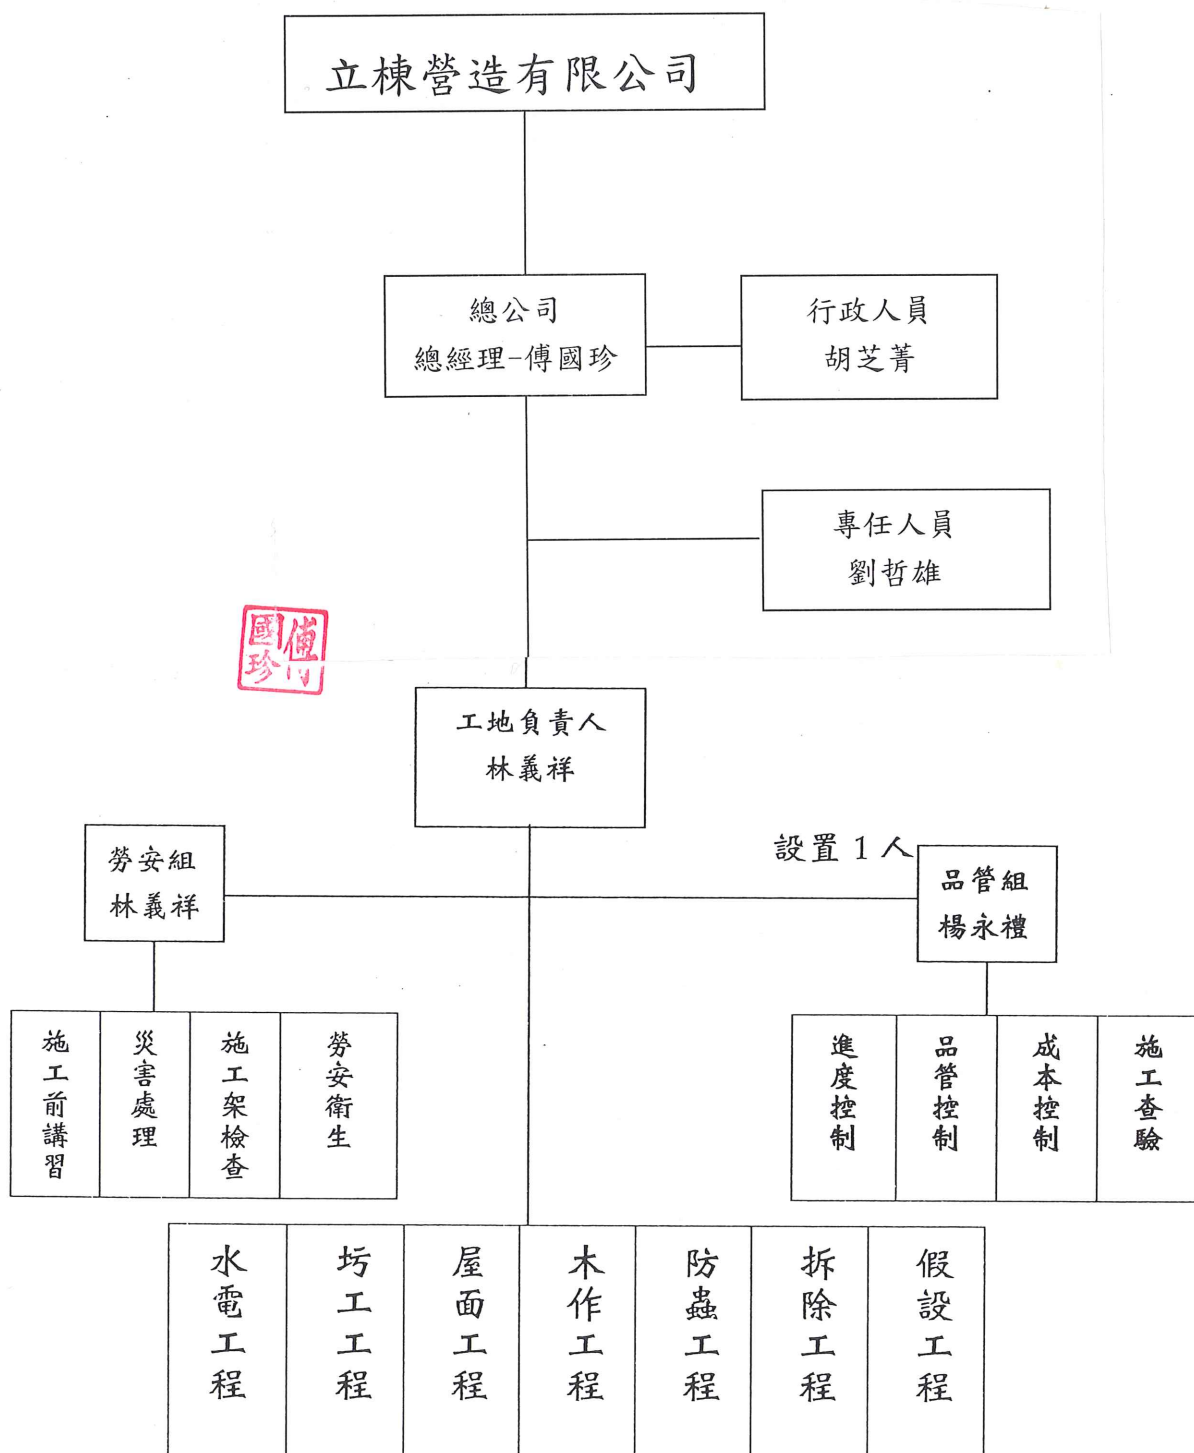 立棟營造有限公司
總公司
總經理-傅國珍
行政人員
胡芝菁
專任人員
劉哲雄
傅
國珍
工地負責人
林義祥
勞安組
林義祥
設置1人
品管組
楊永禮
施工前講習
災害處理
施工架檢查
勞安衛生
進度控制
品管控制
成本控制
施工查驗
水電工程
圬工工程
屋面工程
木作工程
防蟲工程
拆除工程
假設工程